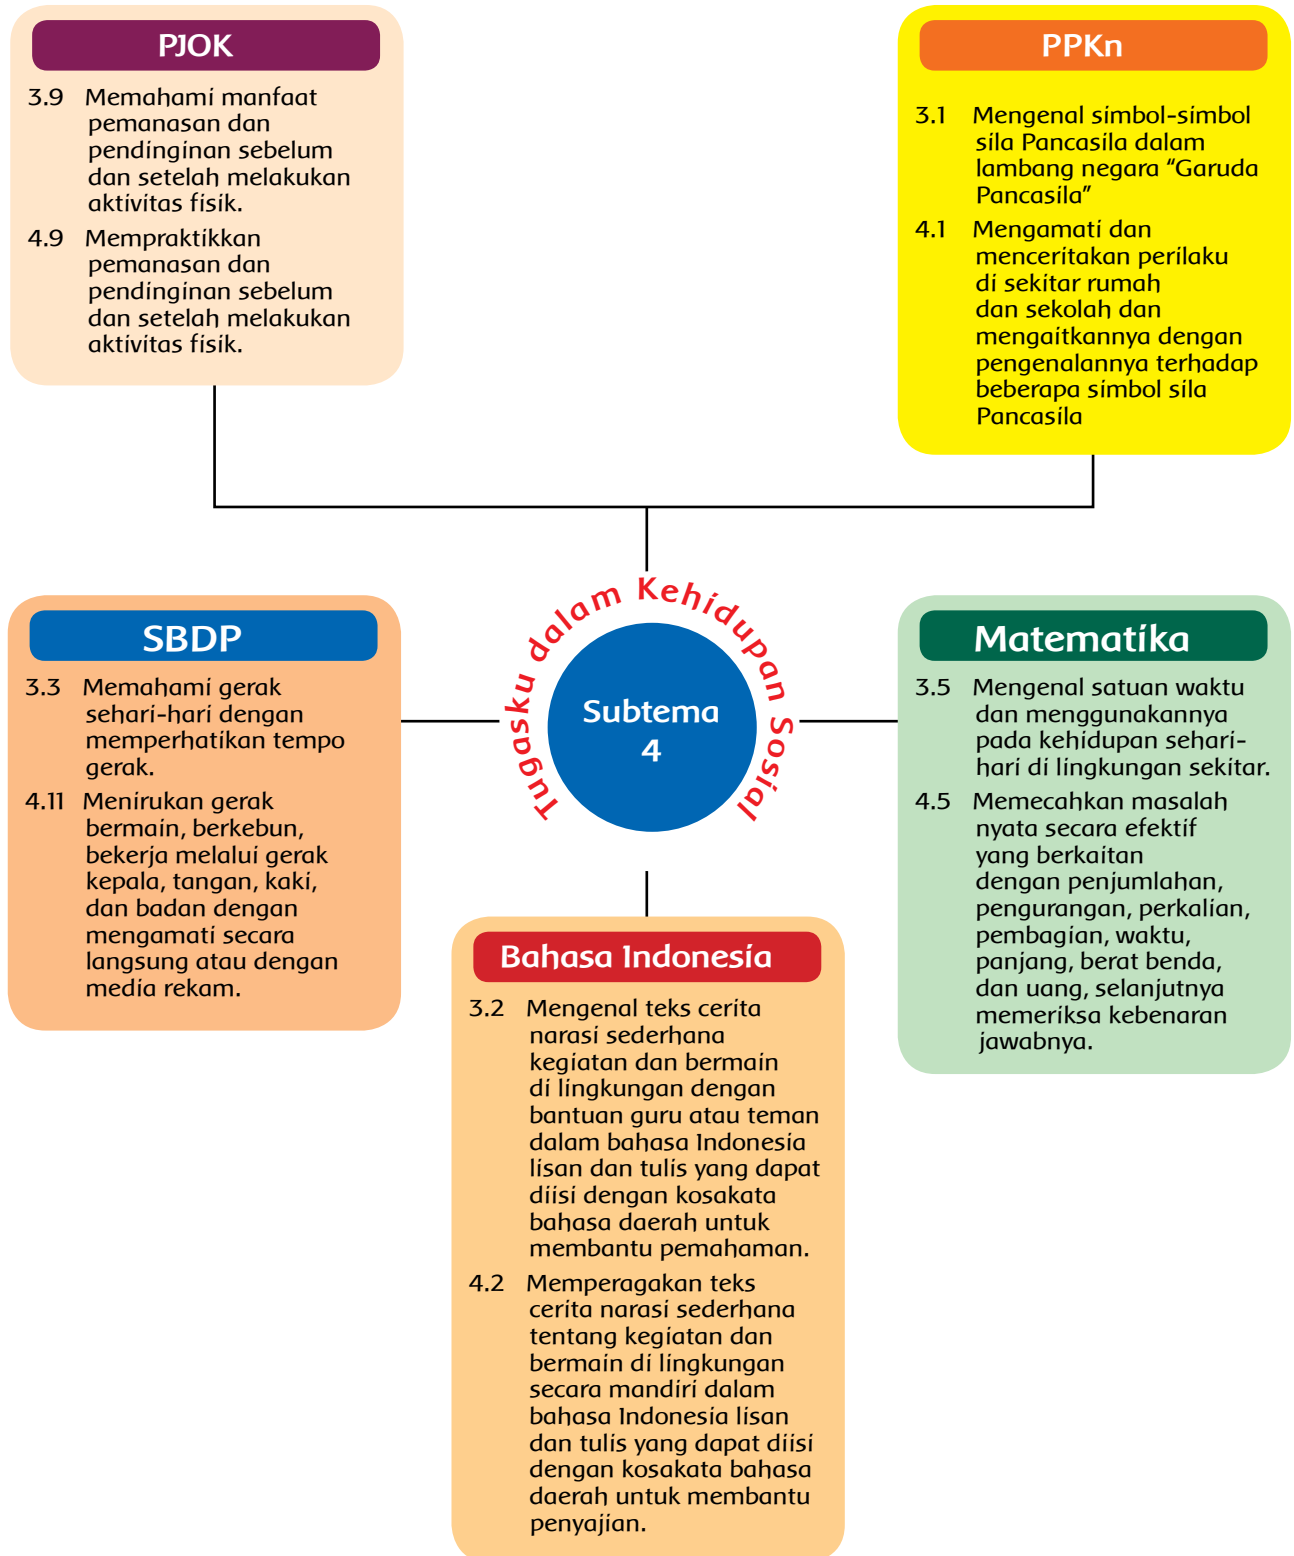 PJOK
3.9 Memahami manfaat
pemanasan dan
pendinginan sebelum
dan setelah melakukan
aktivitas fisik.
4.9 Mempraktikkan
pemanasan dan
pendinginan sebelum
dan setelah melakukan
aktivitas fisik.
PPKn
3.1 Mengenal simbol-simbol
sila Pancasila dalam
lambang negara “Garuda
Pancasila”
4.1 Mengamati dan
menceritakan perilaku
di sekitar rumah
dan sekolah dan
mengaitkannya dengan
pengenalannya terhadap
beberapa simbol sila
Pancasila
SBDP
3.3 Memahami gerak
sehari-hari dengan
memperhatikan tempo
gerak.
4.11 Menirukan gerak
bermain, berkebun,
bekerja melalui gerak
kepala, tangan, kaki,
dan badan dengan
mengamati secara
langsung atau dengan
media rekam.
Tugasku dalam Kehidupan Sosial
Subtema
4
Matematika
3.5 Mengenal satuan waktu
dan menggunakannya
pada kehidupan sehari-
hari di lingkungan sekitar.
4.5 Memecahkan masalah
nyata secara efektif
yang berkaitan
dengan penjumlahan,
pengurangan, perkalian,
pembagian, waktu,
panjang, berat benda,
dan uang, selanjutnya
memeriksa kebenaran
jawabnya.
Bahasa Indonesia
3.2 Mengenal teks cerita
narasi sederhana
kegiatan dan bermain
di lingkungan dengan
bantuan guru atau teman
dalam bahasa Indonesia
lisan dan tulis yang dapat
diisi dengan kosakata
bahasa daerah untuk
membantu pemahaman.
4.2 Memperagakan teks
cerita narasi sederhana
tentang kegiatan dan
bermain di lingkungan
secara mandiri dalam
bahasa Indonesia lisan
dan tulis yang dapat diisi
dengan kosakata bahasa
daerah untuk membantu
penyajian.